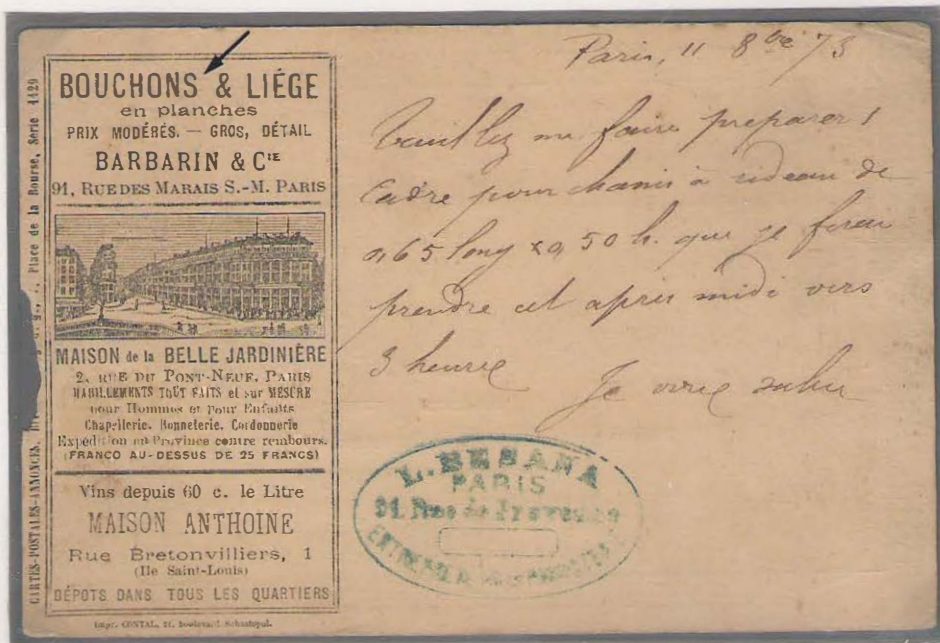 BOUCHONS & LIÉGE
en planches
PRIX MODÉRÉS. — GROS, DÉTAIL
BARBARIN & Cie
91, RUE DES MARAIS S.-M. PARIS
MAISON de la BELLE JARDINIÈRE
2, RUE DU PONT-NEUF, PARIS
HABILLEMENTS TOUT FAITS et sur MESURE
pour Hommes et pour Enfants
Chapellerie. Bonneterie. Cordonnerie
Expédition en Province contre rembours.
(FRANCO AU-DESSUS DE 25 FRANCS)
Vins depuis 60 c. le Litre
MAISON ANTHOINE
Rue Bretonvilliers, 1
(Ile Saint-Louis)
DÉPOTS DANS TOUS LES QUARTIERS
Impr. CONTAL, boulevard Sébastopol.
CARTES-POSTALES-ANNONCES,
Place de la Bourse, Série 1429
Paris, 11 8bre 73
Veuillez me faire preparer 1
Cadre pour chassis à rideau de
0,65 long x 0,50 h. que je ferai
prendre cet apres midi vers
3 heures
Je vous salue
L. BESANA
PARIS
Rue de Provence